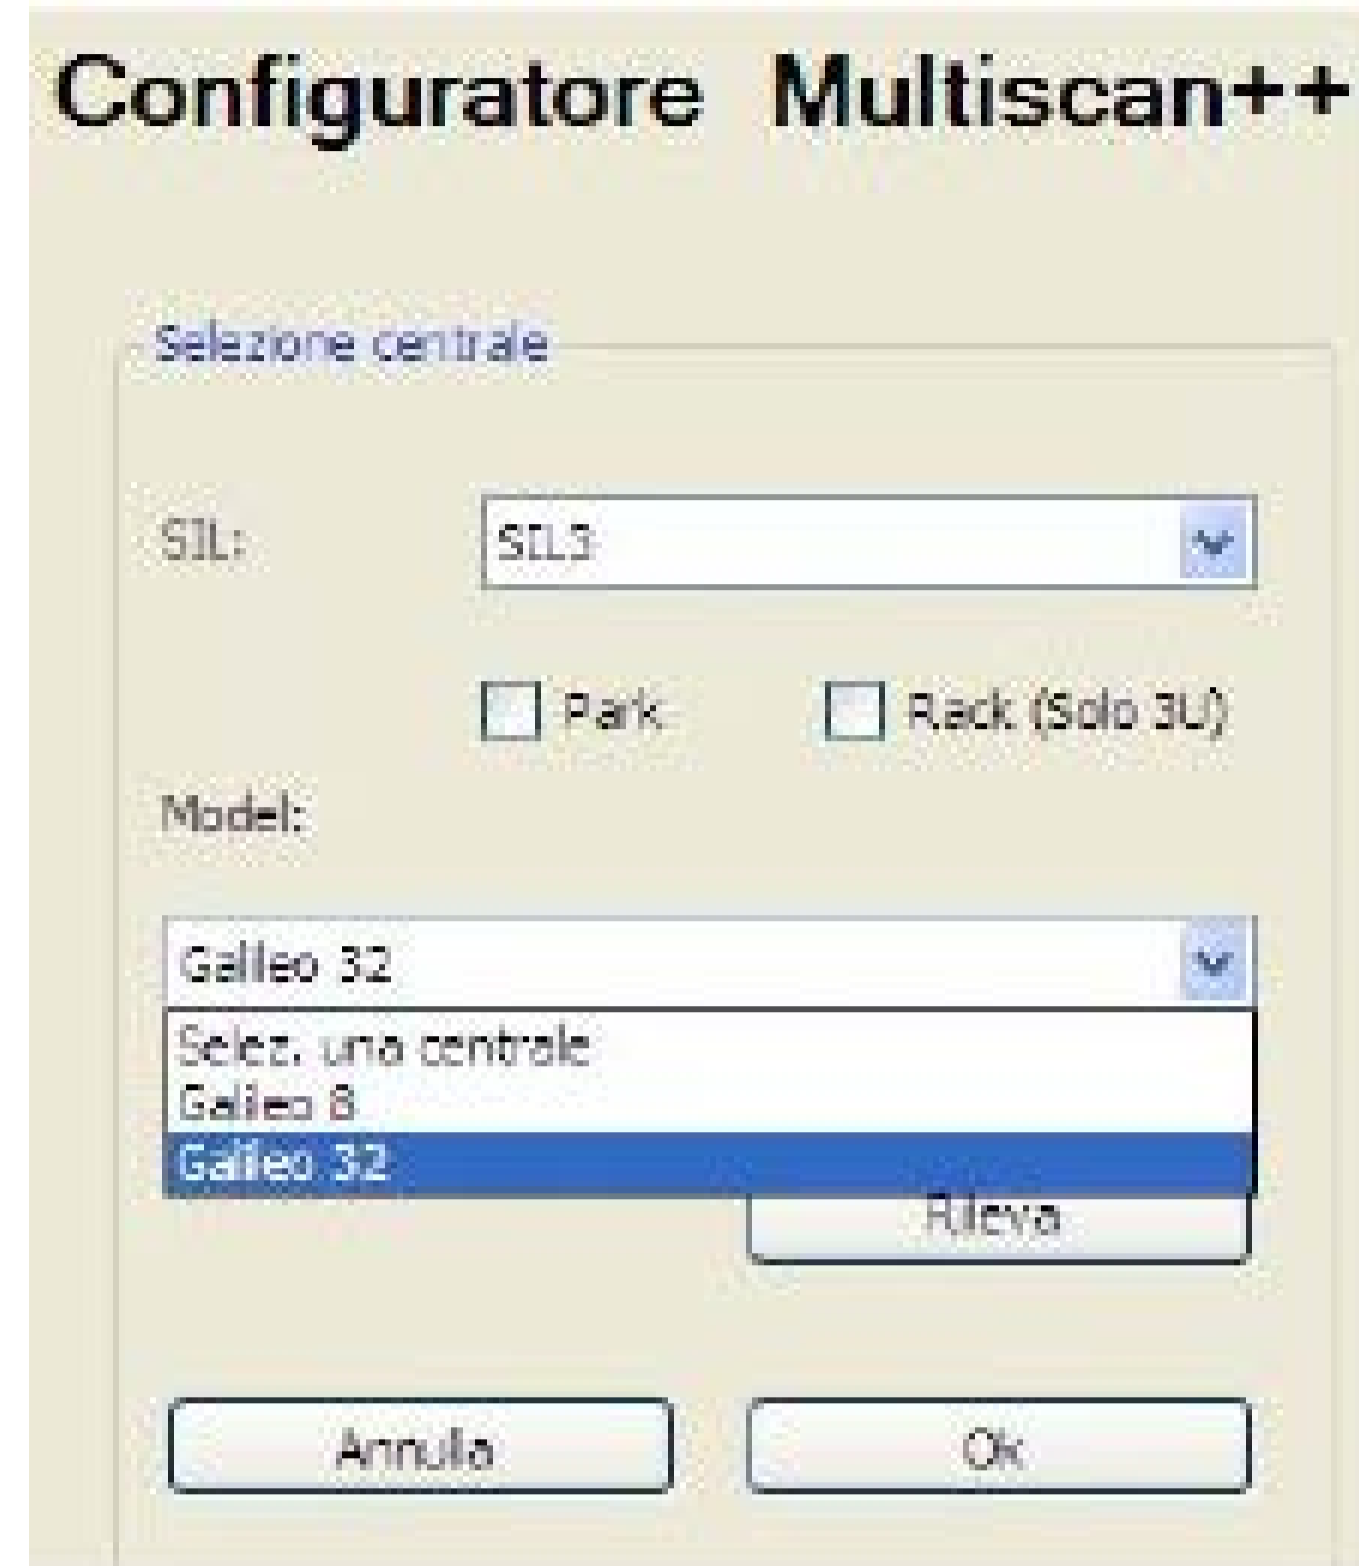 Configuratore Multiscan++
Selezione centrale
SIL: SIL3
Park Rack (Solo 3U)
Model:
Galileo 32
Selez. una centrale
Galileo 8
Galileo 32
Rileva
Annulla Ok